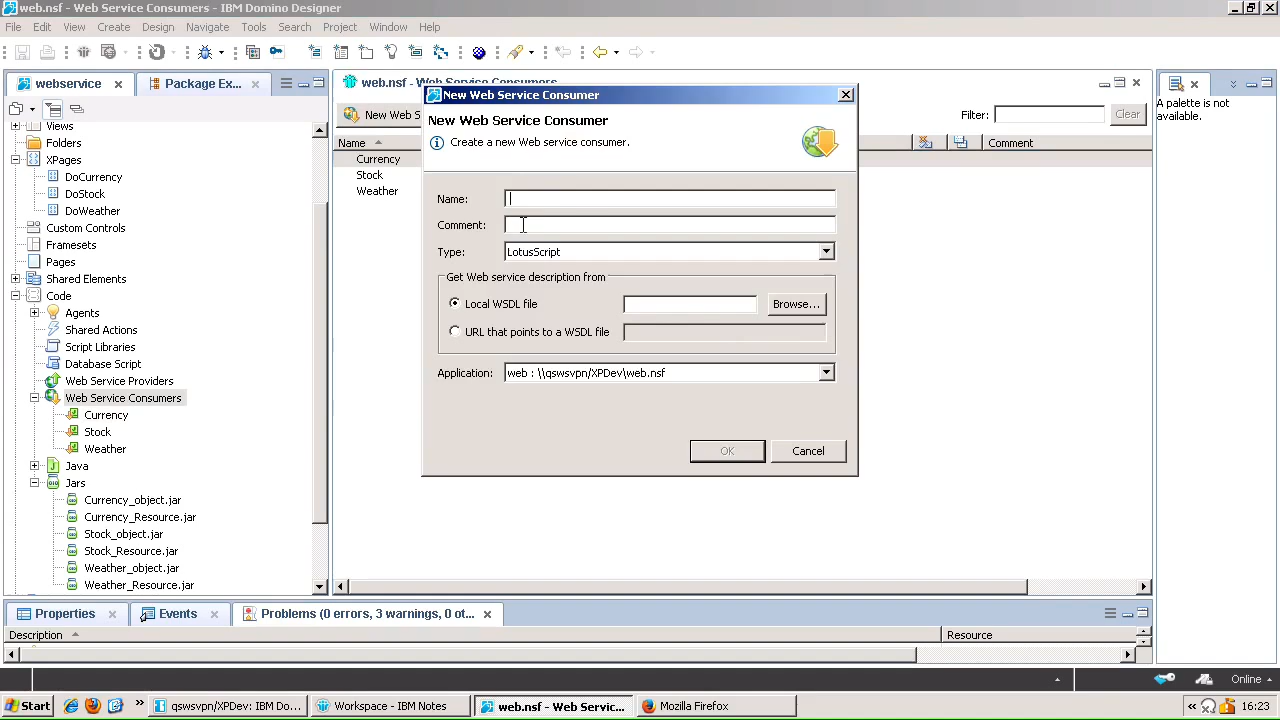 web.nsf - Web Service Consumers - IBM Domino Designer
File Edit View Create Design Navigate Tools Search Project Window Help
webservice
Package Ex...
web.nsf - Web Service Consumers
New Web S
Filter:
Clear
A palette is not
available.
Name
Comment
Currency
Stock
Weather
Views
Folders
XPages
DoCurrency
DoStock
DoWeather
Custom Controls
Framesets
Pages
Shared Elements
Code
Agents
Shared Actions
Script Libraries
Database Script
Web Service Providers
Web Service Consumers
Currency
Stock
Weather
Java
Jars
Currency_object.jar
Currency_Resource.jar
Stock_object.jar
Stock_Resource.jar
Weather_object.jar
Weather_Resource.jar
New Web Service Consumer
New Web Service Consumer
Create a new Web service consumer.
Name:
Comment:
Type: LotusScript
Get Web service description from
Local WSDL file
Browse...
URL that points to a WSDL file
Application: web : \\qswsvpn/XPDev\web.nsf
OK Cancel
Properties
Events
Problems (0 errors, 3 warnings, 0 ot...
Description
Resource
Online
Start
qswsvpn/XPDev: IBM Do...
Workspace - IBM Notes
web.nsf - Web Servic...
Mozilla Firefox
16:23